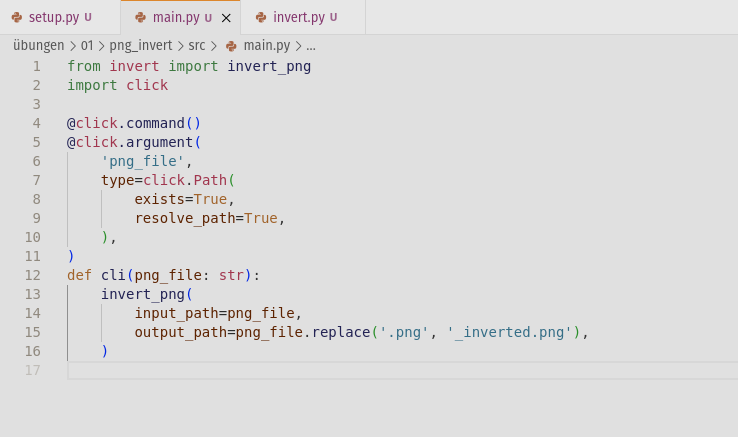 setup.py U main.py U × invert.py U
übungen > 01 > png_invert > src > main.py > ...
1 from invert import invert_png
2 import click
3
4 @click.command()
5 @click.argument(
6     'png_file',
7     type=click.Path(
8         exists=True,
9         resolve_path=True,
10     ),
11 )
12 def cli(png_file: str):
13     invert_png(
14         input_path=png_file,
15         output_path=png_file.replace('.png', '_inverted.png'),
16     )
17